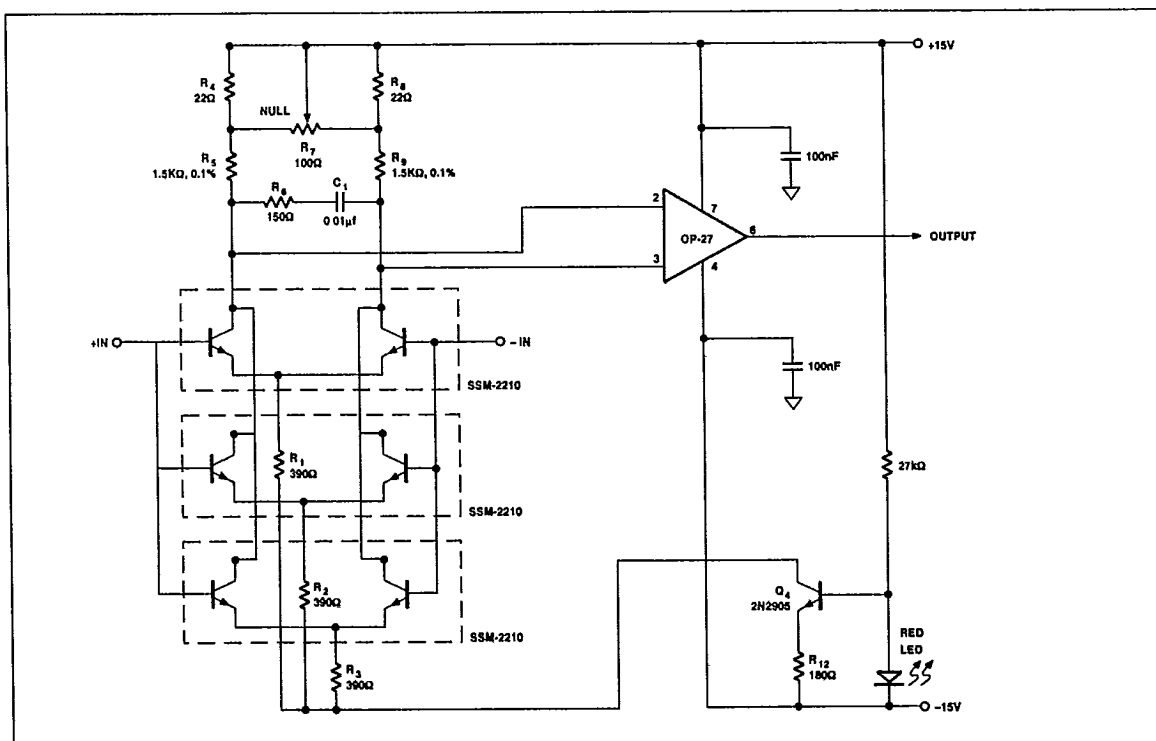 +15V
R4
22Ω
R8
22Ω
NULL
R7
100Ω
R5
1.5KΩ, 0.1%
R9
1.5KΩ, 0.1%
R6
150Ω
C1
0 01µf
100nF
2
7
OP-27
6
OUTPUT
3
4
+IN
-IN
SSM-2210
100nF
R1
390Ω
27kΩ
SSM-2210
R2
390Ω
Q4
2N2905
SSM-2210
RED
LED
R3
390Ω
R12
180Ω
-15V